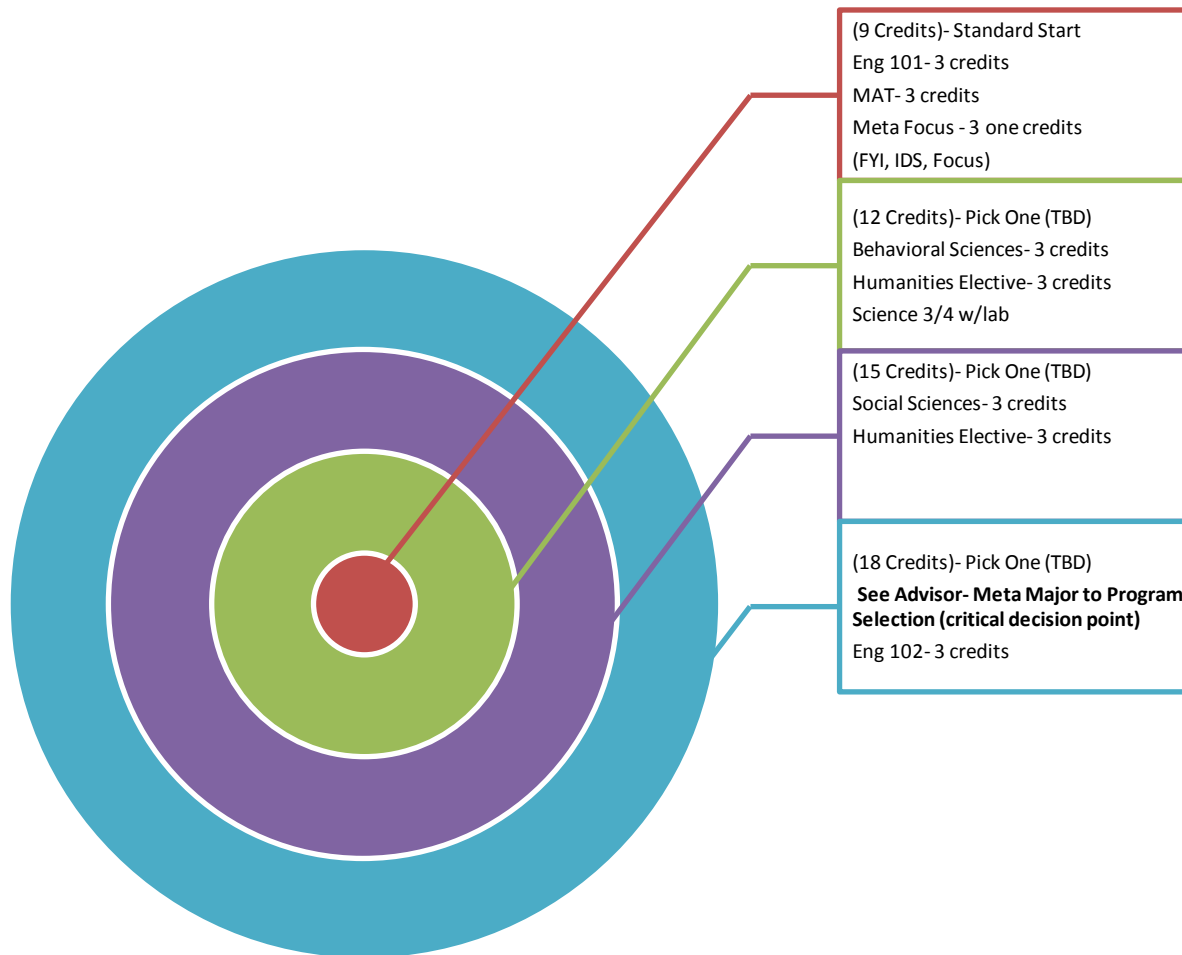 (9 Credits)- Standard Start
Eng 101- 3 credits
MAT- 3 credits
Meta Focus - 3 one credits
(FYI, IDS, Focus)
(12 Credits)- Pick One (TBD)
Behavioral Sciences- 3 credits
Humanities Elective- 3 credits
Science 3/4 w/lab
(15 Credits)- Pick One (TBD)
Social Sciences- 3 credits
Humanities Elective- 3 credits
(18 Credits)- Pick One (TBD)
See Advisor- Meta Major to Program
Selection (critical decision point)
Eng 102- 3 credits